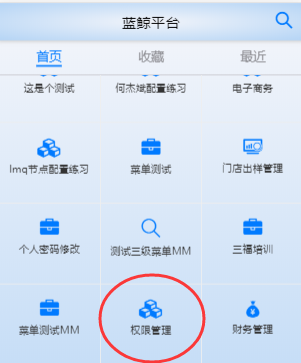 蓝鲸平台
首页 收藏 最近
这是个测试 何杰斌配置练习 电子商务
lmq节点配置练习 菜单测试 门店出样管理
个人密码修改 测试三级菜单MM 三福培训
菜单测试MM 权限管理 财务管理